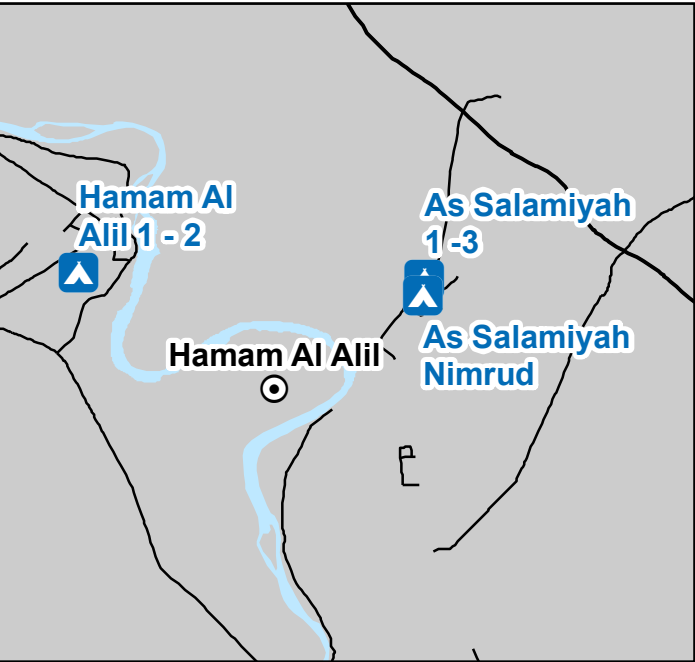 Hamam Al
Alil 1 - 2
As Salamiyah
1 -3
Hamam Al Alil
As Salamiyah
Nimrud